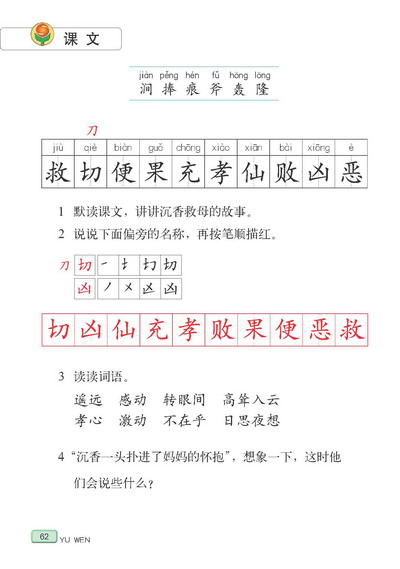 课文
jiàn pěng hén fǔ hōng lōng
涧 捧 痕 斧 轰 隆
刀
jiù qiè biàn guǒ chōng xiào xiān bài xiōng è
救 切 便 果 充 孝 仙 败 凶 恶
1 默读课文，讲讲沉香救母的故事。
2 说说下面偏旁的名称，再按笔顺描红。
刀 切 一 𠀁 切 切
凶 ノ 㐅 凶 凶
切 凶 仙 充 孝 败 果 便 恶 救
3 读读词语。
遥远 感动 转眼间 高耸入云
孝心 激动 不在乎 日思夜想
4 “沉香一头扑进了妈妈的怀抱”，想象一下，这时他
们会说些什么？
62 YU WEN